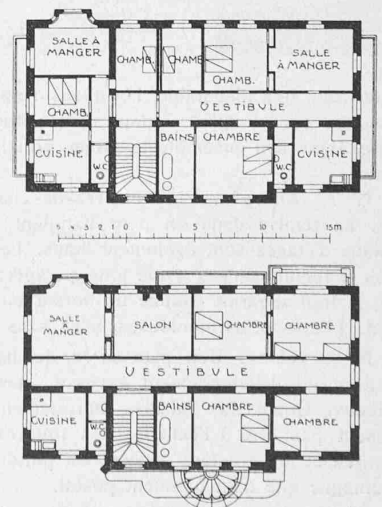 SALLE À
MANGER
CHAMB.
CHAMB.
CHAMB.
SALLE
À MANGER
VESTIBULE
CHAMB.
CUISINE
W.C.
BAINS
CHAMBRE
W.C.
CUISINE
5 4 3 2 1 0 5 10 15 m.
SALLE
À
MANGER
SALON
CHAMBRE
CHAMBRE
VESTIBULE
CUISINE
W.C.
BAINS
CHAMBRE
CHAMBRE